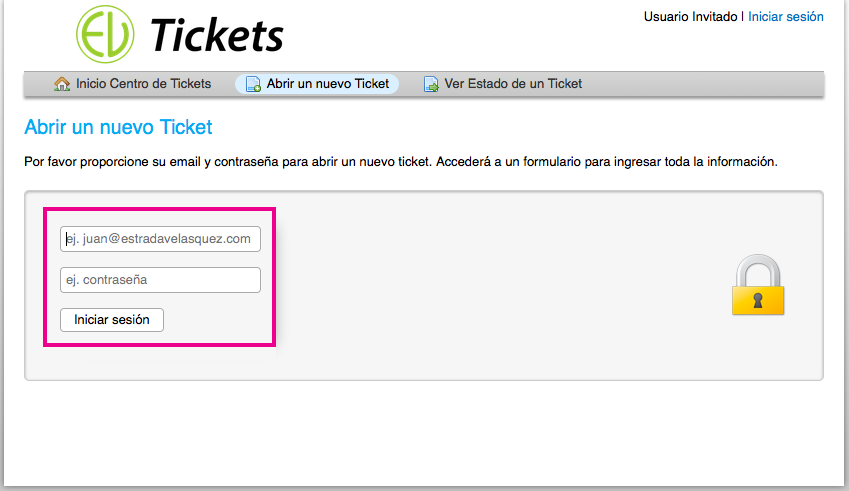 EV Tickets
Usuario Invitado | Iniciar sesión
Inicio Centro de Tickets
Abrir un nuevo Ticket
Ver Estado de un Ticket
Abrir un nuevo Ticket
Por favor proporcione su email y contraseña para abrir un nuevo ticket. Accederá a un formulario para ingresar toda la información.
ej. juan@estradavelasquez.com
ej. contraseña
Iniciar sesión